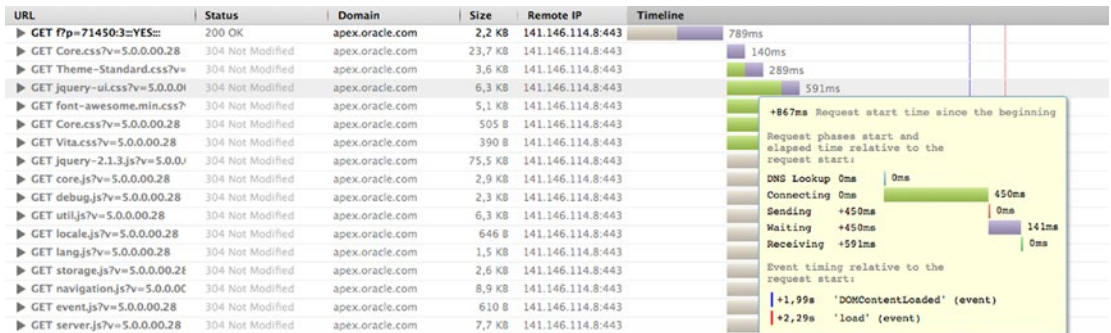 URL Status Domain Size Remote IP Timeline
GET f?p=71450:3::YES::: 200 OK apex.oracle.com 2,2 KB 141.146.114.8:443 789ms
GET Core.css?v=5.0.0.00.28 304 Not Modified apex.oracle.com 23,7 KB 141.146.114.8:443 140ms
GET Theme-Standard.css?v= 304 Not Modified apex.oracle.com 3,6 KB 141.146.114.8:443 289ms
GET jquery-ui.css?v=5.0.0.0 304 Not Modified apex.oracle.com 6,3 KB 141.146.114.8:443 591ms
GET font-awesome.min.css? 304 Not Modified apex.oracle.com 5,1 KB 141.146.114.8:443
GET Core.css?v=5.0.0.00.28 304 Not Modified apex.oracle.com 505 B 141.146.114.8:443
GET Vita.css?v=5.0.0.00.28 304 Not Modified apex.oracle.com 390 B 141.146.114.8:443
GET jquery-2.1.3.js?v=5.0.0. 304 Not Modified apex.oracle.com 75,5 KB 141.146.114.8:443
GET core.js?v=5.0.0.00.28 304 Not Modified apex.oracle.com 2,9 KB 141.146.114.8:443
GET debug.js?v=5.0.0.00.28 304 Not Modified apex.oracle.com 2,3 KB 141.146.114.8:443
GET util.js?v=5.0.0.00.28 304 Not Modified apex.oracle.com 6,3 KB 141.146.114.8:443
GET locale.js?v=5.0.0.00.28 304 Not Modified apex.oracle.com 646 B 141.146.114.8:443
GET lang.js?v=5.0.0.00.28 304 Not Modified apex.oracle.com 1,5 KB 141.146.114.8:443
GET storage.js?v=5.0.0.00.28 304 Not Modified apex.oracle.com 2,6 KB 141.146.114.8:443
GET navigation.js?v=5.0.0.0C 304 Not Modified apex.oracle.com 8,9 KB 141.146.114.8:443
GET event.js?v=5.0.0.00.28 304 Not Modified apex.oracle.com 610 B 141.146.114.8:443
GET server.js?v=5.0.0.00.28 304 Not Modified apex.oracle.com 7,7 KB 141.146.114.8:443
+867ms Request start time since the beginning
Request phases start and
elapsed time relative to the
request start:
DNS Lookup 0ms 0ms
Connecting 0ms 450ms
Sending +450ms 0ms
Waiting +450ms 141ms
Receiving +591ms 0ms
Event timing relative to the
request start:
+1,99s 'DOMContentLoaded' (event)
+2,29s 'load' (event)